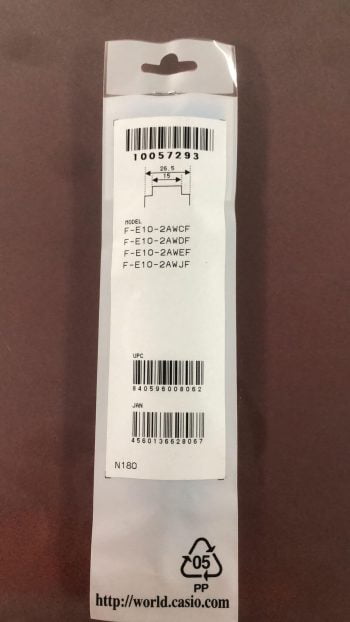 10057293
26.5
15
MODEL
F-E10-2AWCF
F-E10-2AWDF
F-E10-2AWEF
F-E10-2AWJF
UPC
840596008062
JAN
4560136628067
N180
05
PP
http://world.casio.com